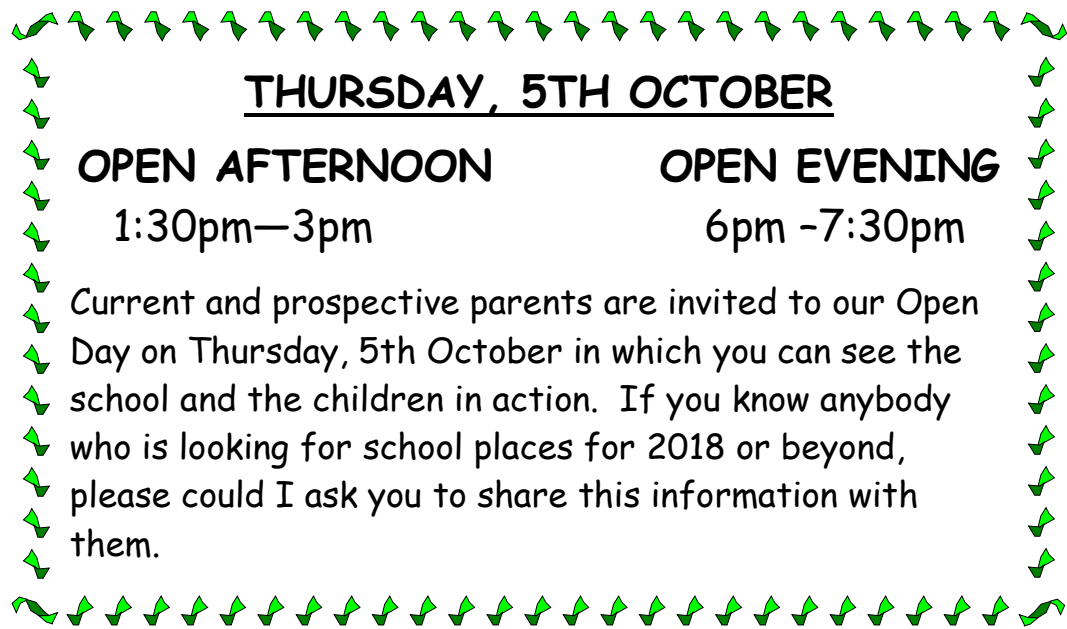 THURSDAY, 5TH OCTOBER
OPEN AFTERNOON
1:30pm—3pm
OPEN EVENING
6pm –7:30pm
Current and prospective parents are invited to our Open
Day on Thursday, 5th October in which you can see the
school and the children in action.  If you know anybody
who is looking for school places for 2018 or beyond,
please could I ask you to share this information with
them.